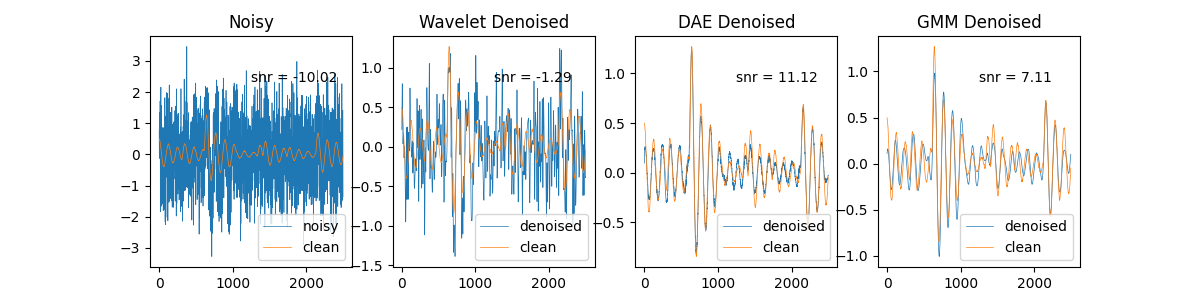 Noisy
3
2
1
0
−1
−2
−3
snr = -10.02
noisy
clean
0
1000
2000
Wavelet Denoised
1.0
0.5
0.0
−0.5
−1.0
−1.5
snr = -1.29
denoised
clean
0
1000
2000
DAE Denoised
1.0
0.5
0.0
−0.5
snr = 11.12
denoised
clean
0
1000
2000
GMM Denoised
1.0
0.5
0.0
−0.5
−1.0
snr = 7.11
denoised
clean
0
1000
2000